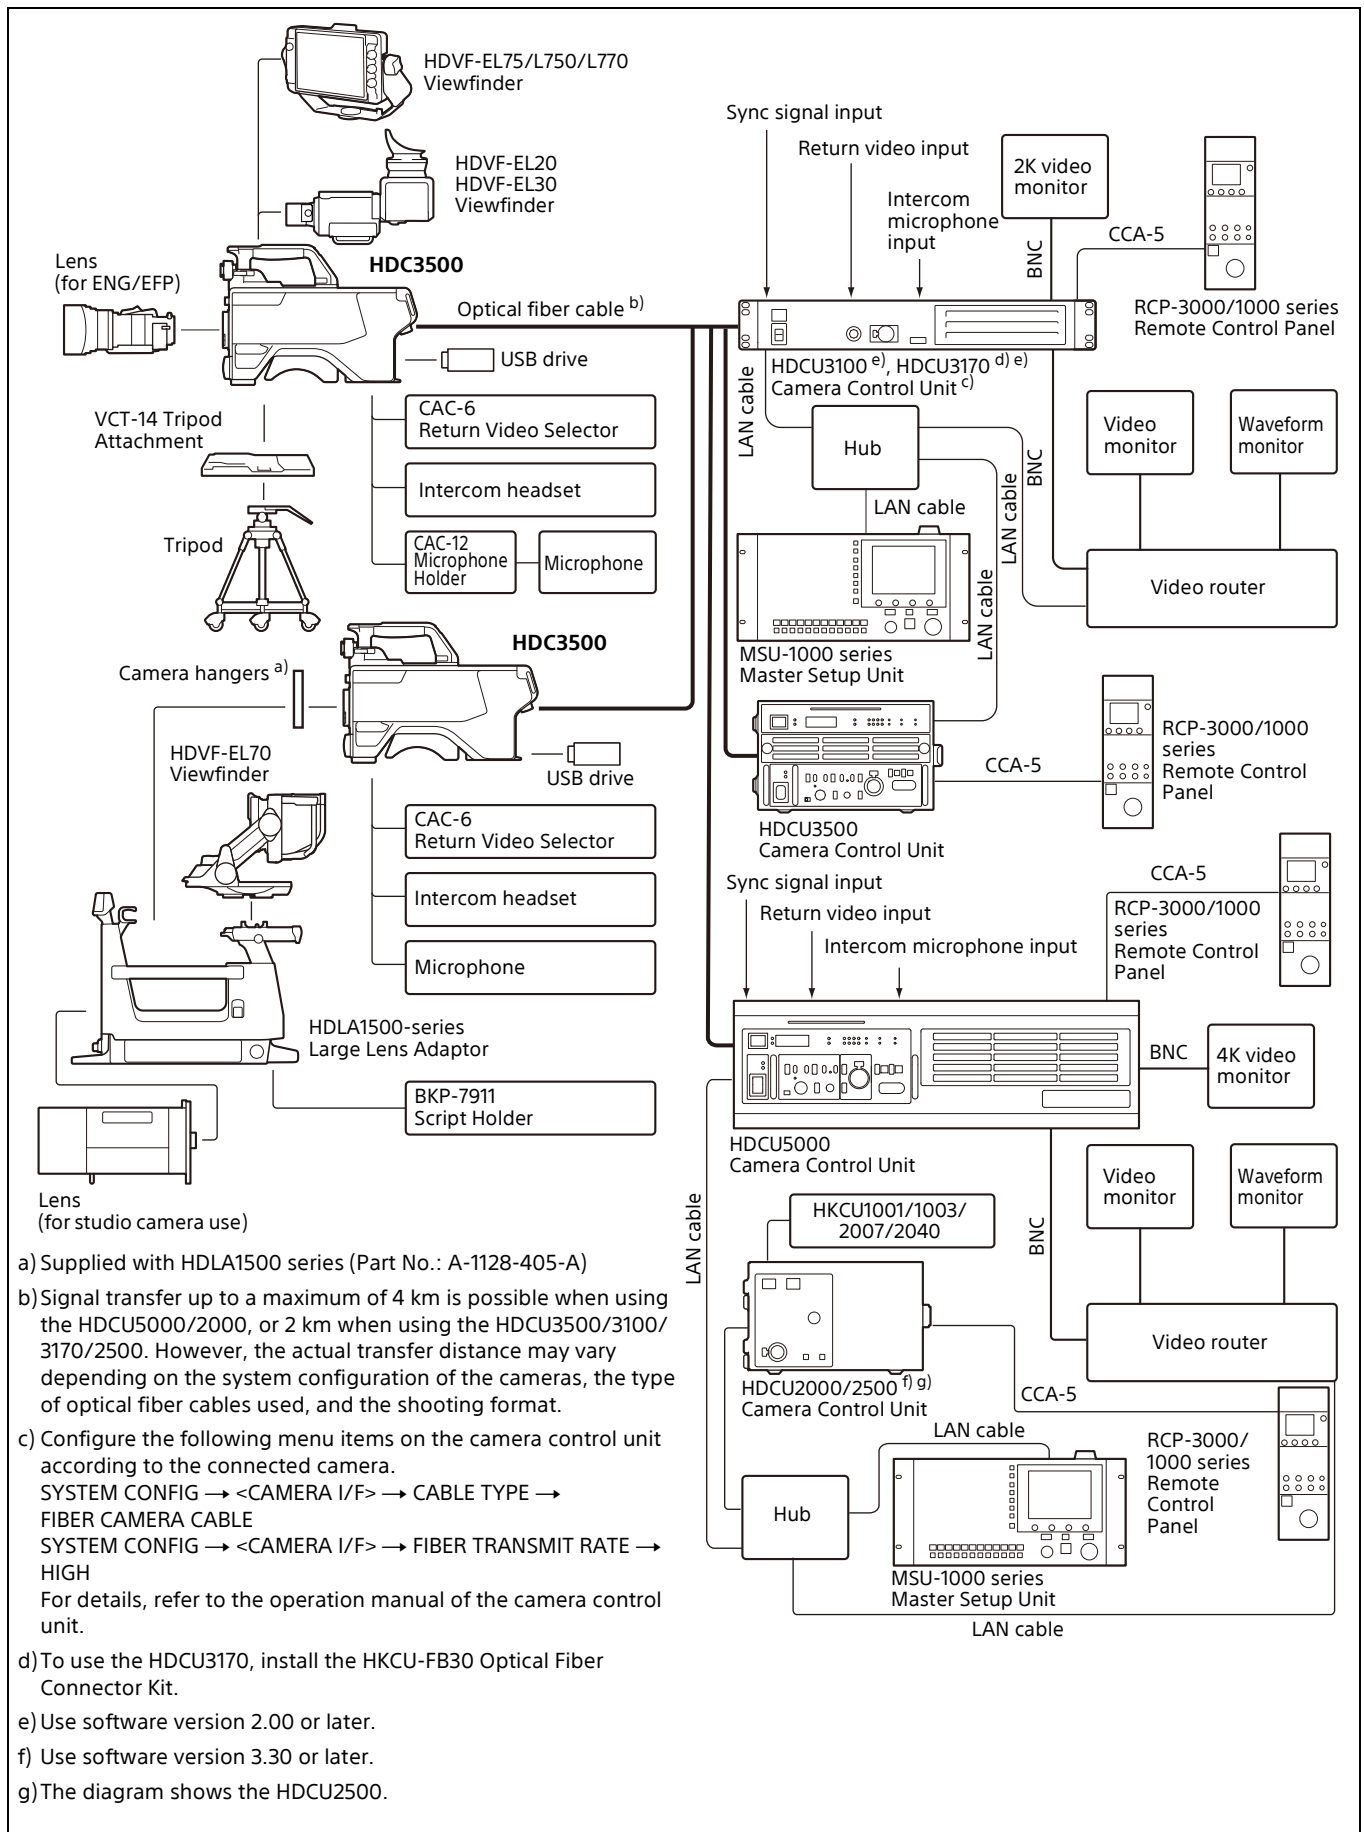 HDVF-EL75/L750/L770
Viewfinder
HDVF-EL20
HDVF-EL30
Viewfinder
Lens
(for ENG/EFP)
HDC3500
Optical fiber cable b)
USB drive
VCT-14 Tripod
Attachment
Tripod
CAC-6
Return Video Selector
Intercom headset
CAC-12
Microphone
Holder
Microphone
HDC3500
Camera hangers a)
USB drive
HDVF-EL70
Viewfinder
CAC-6
Return Video Selector
Intercom headset
Microphone
HDLA1500-series
Large Lens Adaptor
BKP-7911
Script Holder
Lens
(for studio camera use)
Sync signal input
Return video input
Intercom
microphone
input
2K video
monitor
BNC
CCA-5
RCP-3000/1000 series
Remote Control Panel
HDCU3100 e), HDCU3170 d) e)
Camera Control Unit c)
LAN cable
Hub
LAN cable
BNC
LAN cable
LAN cable
Video
monitor
Waveform
monitor
Video router
MSU-1000 series
Master Setup Unit
CCA-5
RCP-3000/1000
series
Remote Control
Panel
HDCU3500
Camera Control Unit
Sync signal input
Return video input
Intercom microphone input
CCA-5
RCP-3000/1000
series
Remote Control
Panel
BNC
4K video
monitor
HDCU5000
Camera Control Unit
LAN cable
HKCU1001/1003/
2007/2040
BNC
Video
monitor
Waveform
monitor
Video router
HDCU2000/2500 f) g)
Camera Control Unit
CCA-5
LAN cable
RCP-3000/
1000 series
Remote
Control
Panel
Hub
MSU-1000 series
Master Setup Unit
LAN cable
a) Supplied with HDLA1500 series (Part No.: A-1128-405-A)
b) Signal transfer up to a maximum of 4 km is possible when using
the HDCU5000/2000, or 2 km when using the HDCU3500/3100/
3170/2500. However, the actual transfer distance may vary
depending on the system configuration of the cameras, the type
of optical fiber cables used, and the shooting format.
c) Configure the following menu items on the camera control unit
according to the connected camera.
SYSTEM CONFIG → <CAMERA I/F> → CABLE TYPE →
FIBER CAMERA CABLE
SYSTEM CONFIG → <CAMERA I/F> → FIBER TRANSMIT RATE →
HIGH
For details, refer to the operation manual of the camera control
unit.
d) To use the HDCU3170, install the HKCU-FB30 Optical Fiber
Connector Kit.
e) Use software version 2.00 or later.
f) Use software version 3.30 or later.
g) The diagram shows the HDCU2500.